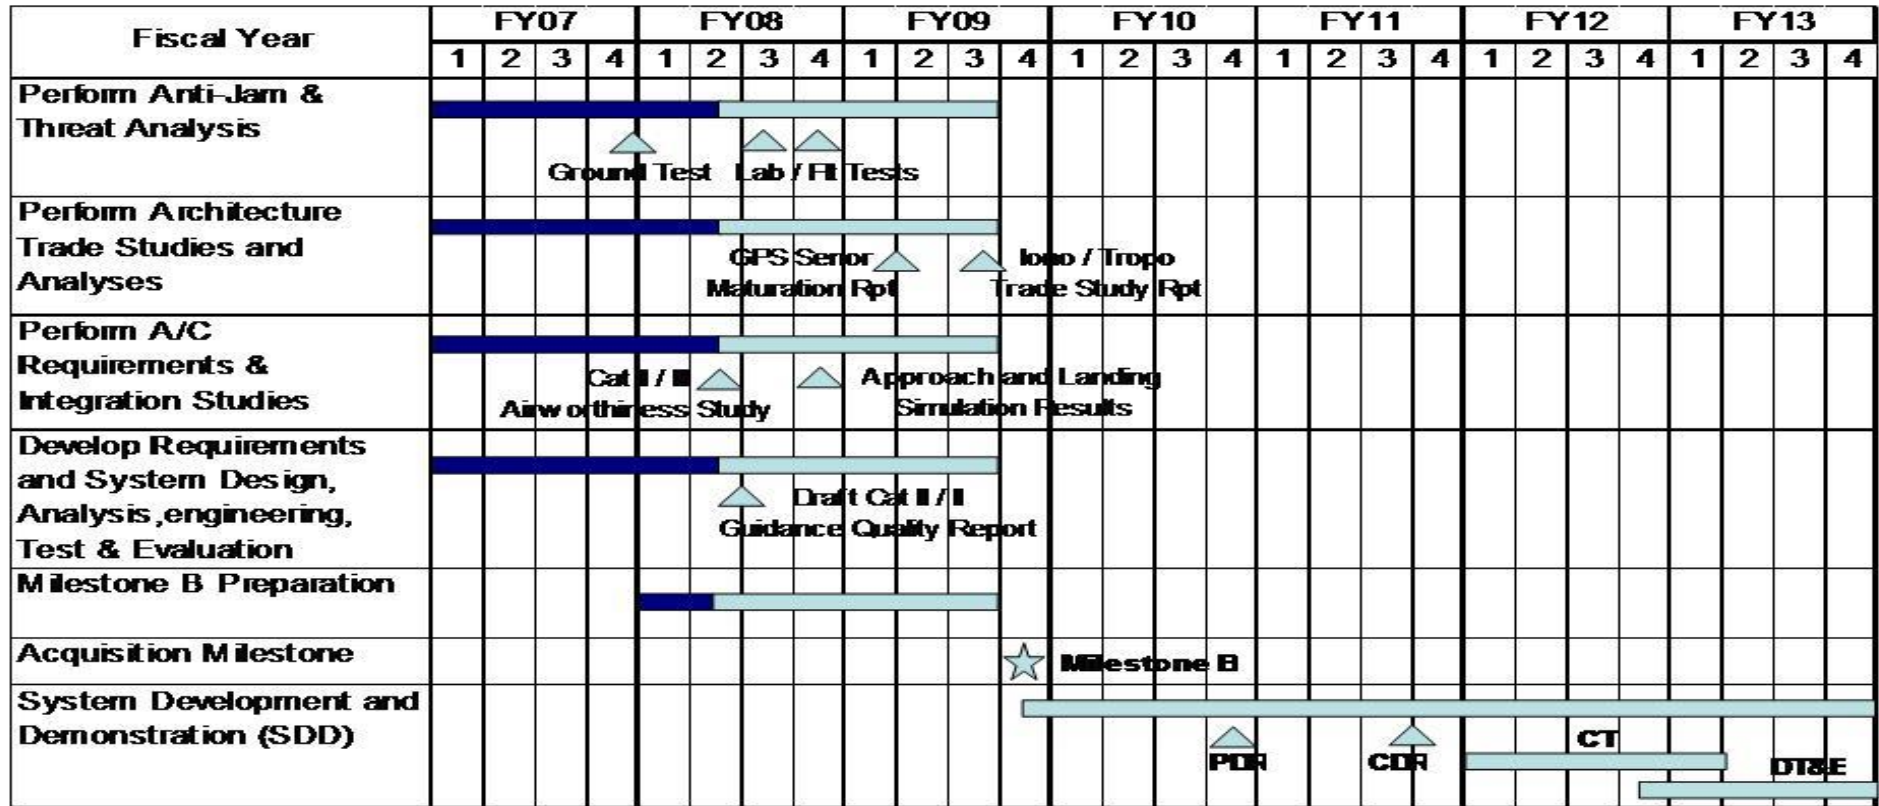 Fiscal Year
FY07 FY08 FY09 FY10 FY11 FY12 FY13
1 2 3 4 1 2 3 4 1 2 3 4 1 2 3 4 1 2 3 4 1 2 3 4 1 2 3 4
Perform Anti-Jam &
Threat Analysis
Ground Test Lab / Flt Tests
Perform Architecture
Trade Studies and
Analyses
GPS Senor
Maturation Rpt
Iono / Tropo
Trade Study Rpt
Perform A/C
Requirements &
Integration Studies
Cat II / III
Airworthiness Study
Approach and Landing
Simulation Results
Develop Requirements
and System Design,
Analysis,engineering,
Test & Evaluation
Draft Cat II / II
Guidance Quality Report
Milestone B Preparation
Acquisition Milestone
Milestone B
System Development and
Demonstration (SDD)
PDR
CDR
CT
DT&E